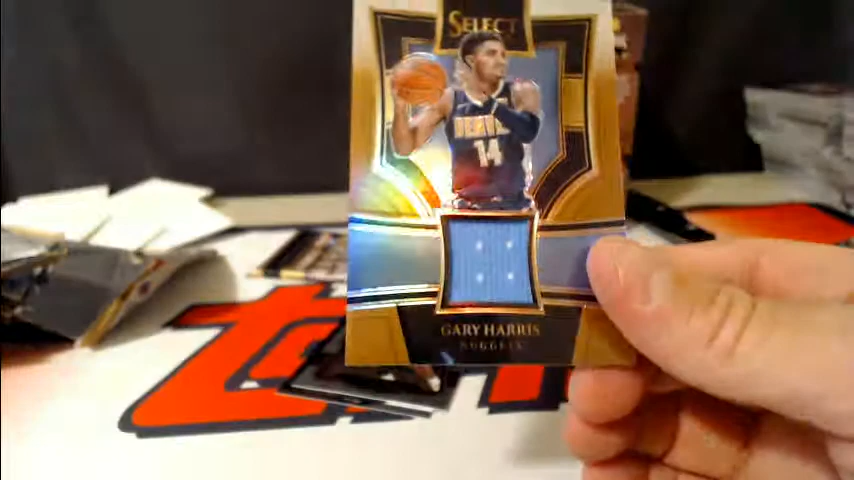 SELECT
DENVER
14
GARY HARRIS
NUGGETS